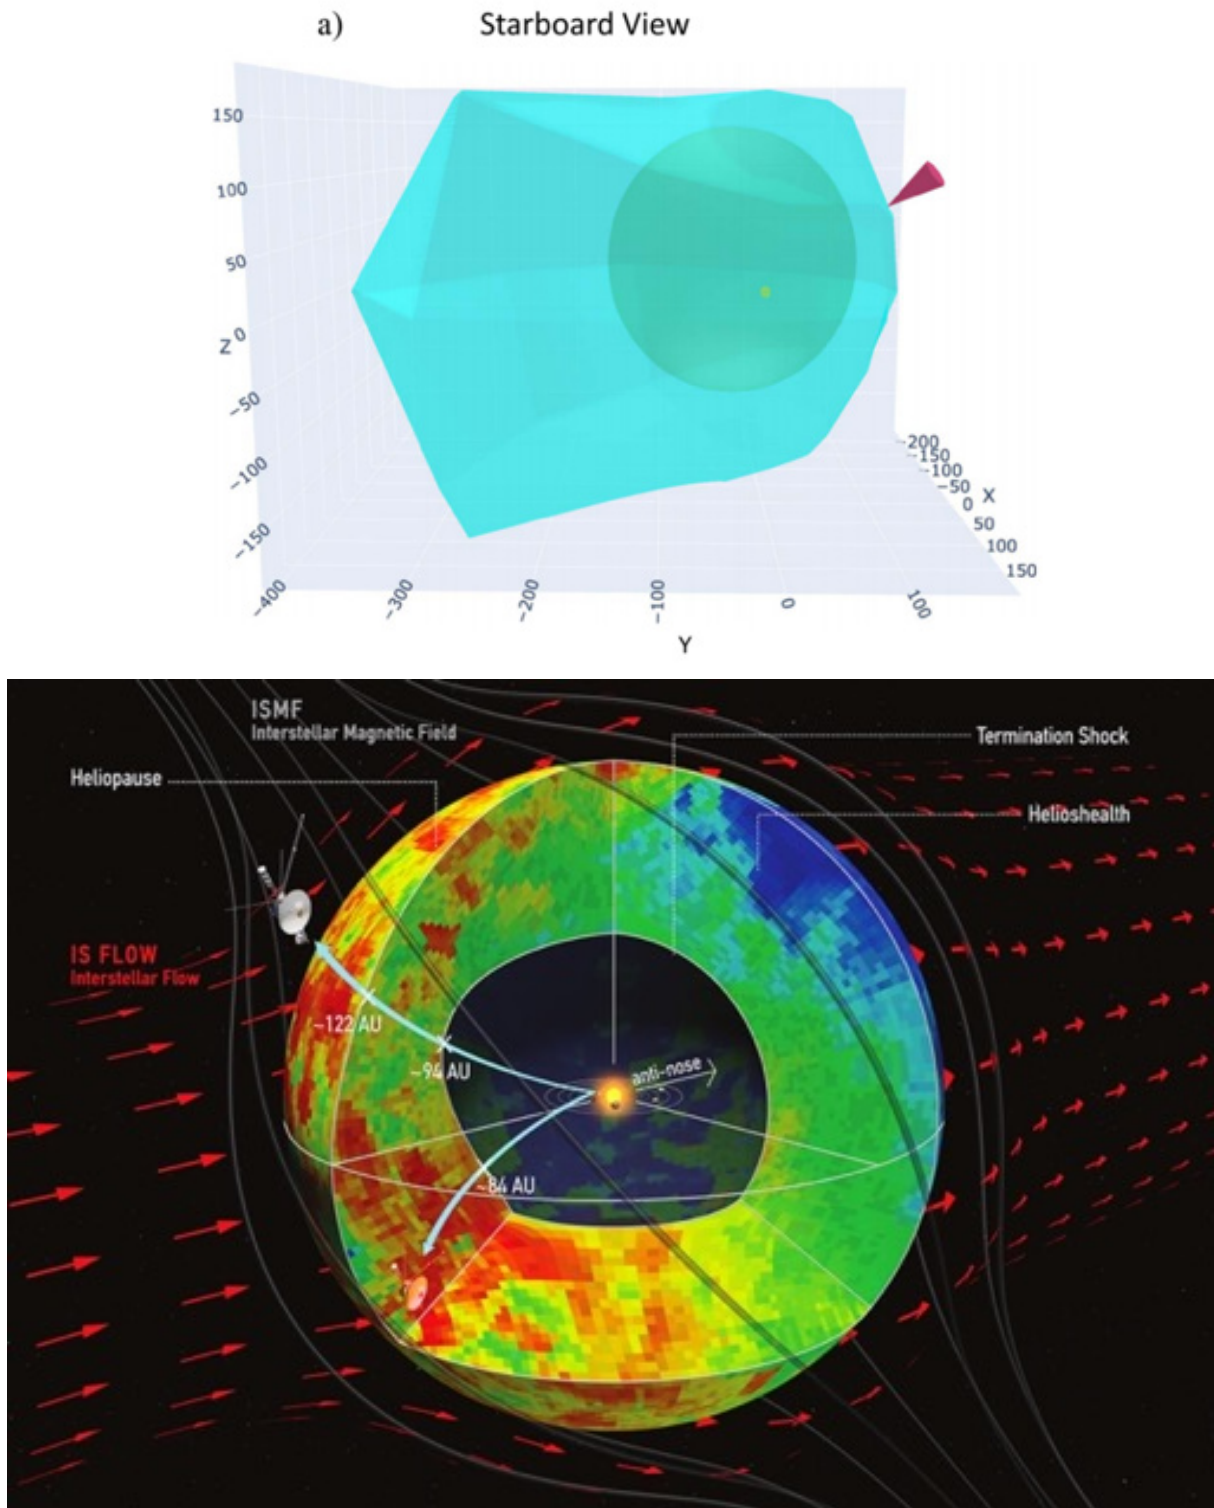 a)
Starboard View
150
100
50
Z 0
−50
−100
−150
−400
−300
−200
−100
0
100
Y
−200
−150
−100
−50
0
50
100
150
X
ISMF
Interstellar Magnetic Field
Termination Shock
Heliopause
Helioshealth
IS FLOW
Interstellar Flow
~122 AU
~94 AU
anti-nose
~84 AU